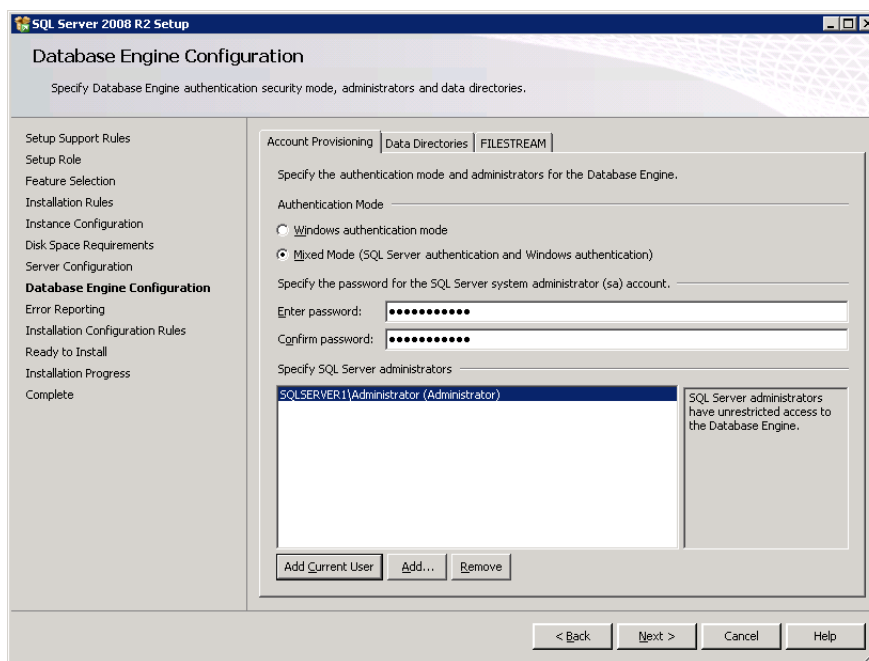 SQL Server 2008 R2 Setup
Database Engine Configuration
Specify Database Engine authentication security mode, administrators and data directories.
Setup Support Rules
Setup Role
Feature Selection
Installation Rules
Instance Configuration
Disk Space Requirements
Server Configuration
Database Engine Configuration
Error Reporting
Installation Configuration Rules
Ready to Install
Installation Progress
Complete
Account Provisioning Data Directories FILESTREAM
Specify the authentication mode and administrators for the Database Engine.
Authentication Mode
Windows authentication mode
Mixed Mode (SQL Server authentication and Windows authentication)
Specify the password for the SQL Server system administrator (sa) account.
Enter password: ●●●●●●●●●●●
Confirm password: ●●●●●●●●●●●
Specify SQL Server administrators
SQLSERVER1\Administrator (Administrator)
SQL Server administrators
have unrestricted access to
the Database Engine.
Add Current User Add... Remove
< Back Next > Cancel Help